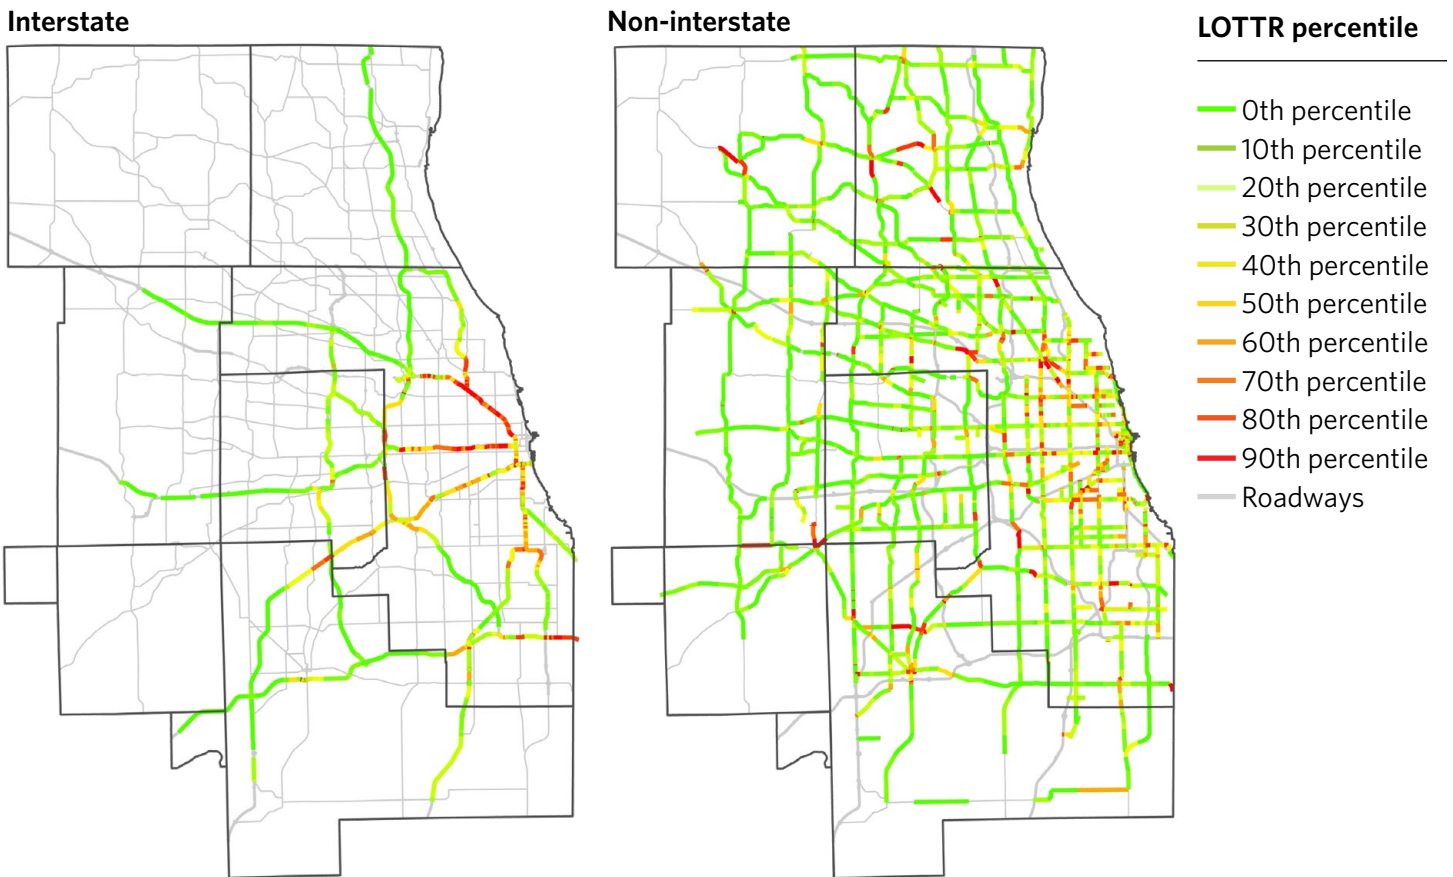 Interstate
Non-interstate
LOTTR percentile
0th percentile
10th percentile
20th percentile
30th percentile
40th percentile
50th percentile
60th percentile
70th percentile
80th percentile
90th percentile
Roadways